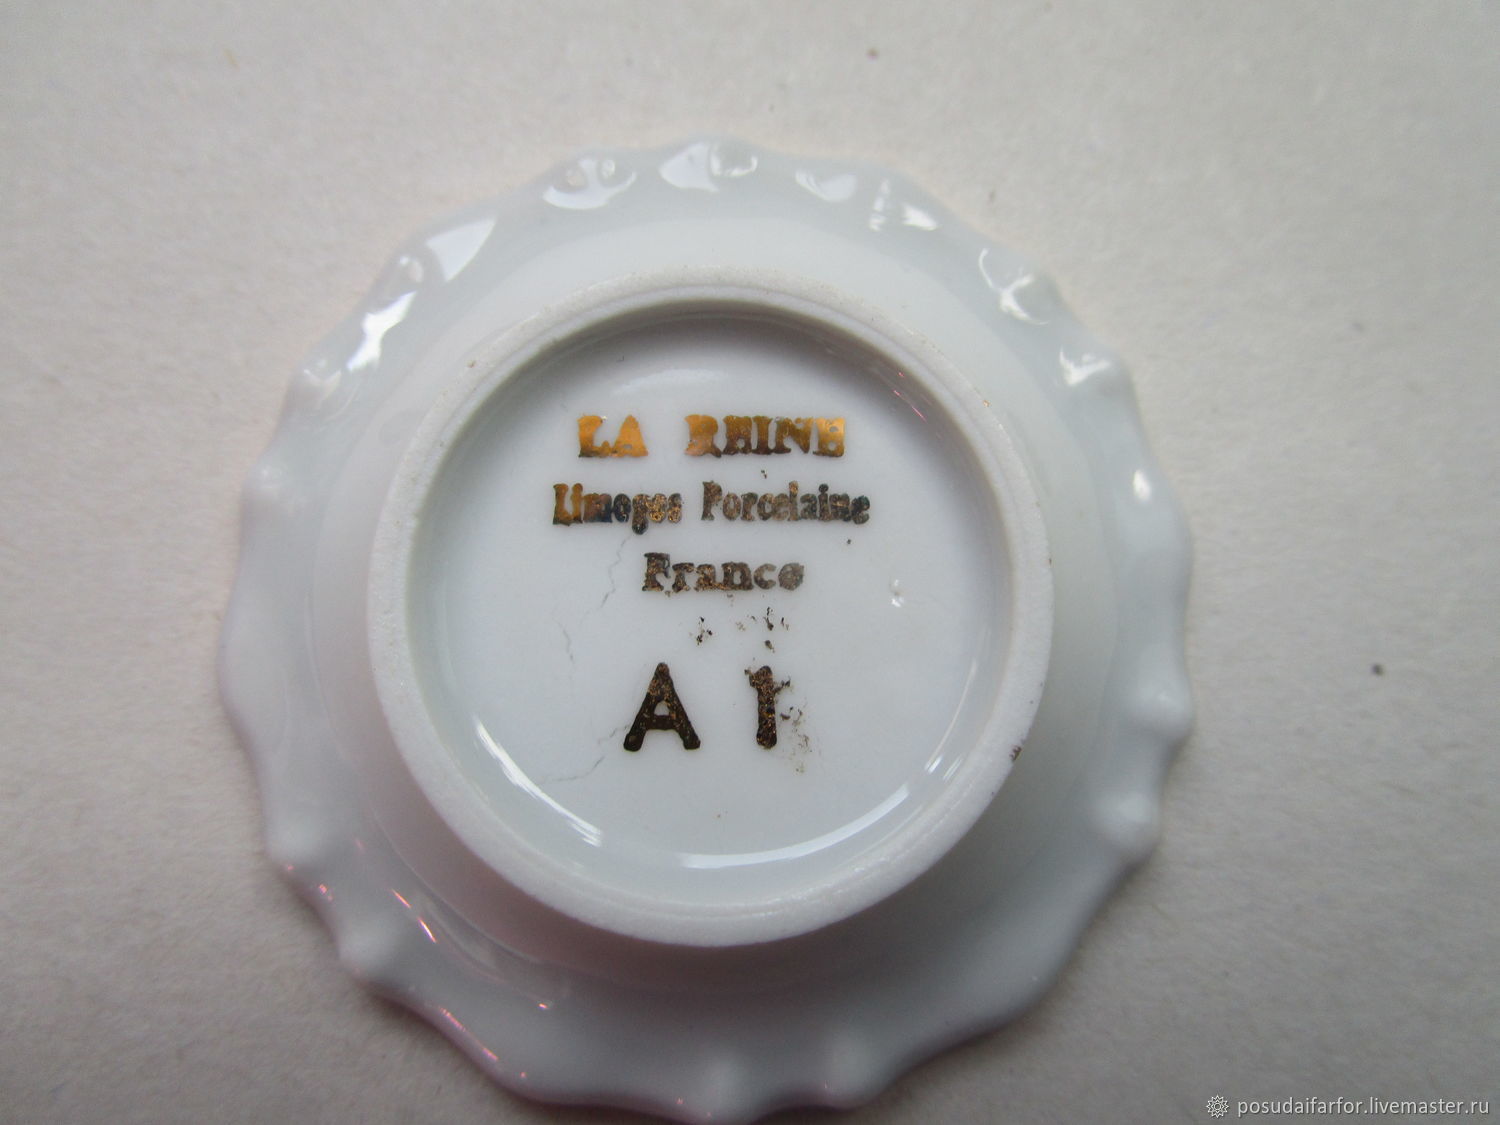 LA REINE
Limoges Porcelaine
France
A 1
posudaifarfor.livemaster.ru